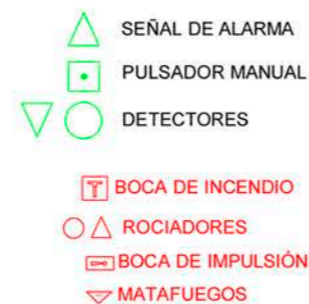 SEÑAL DE ALARMA
PULSADOR MANUAL
DETECTORES
BOCA DE INCENDIO
ROCIADORES
BOCA DE IMPULSIÓN
MATAFUEGOS